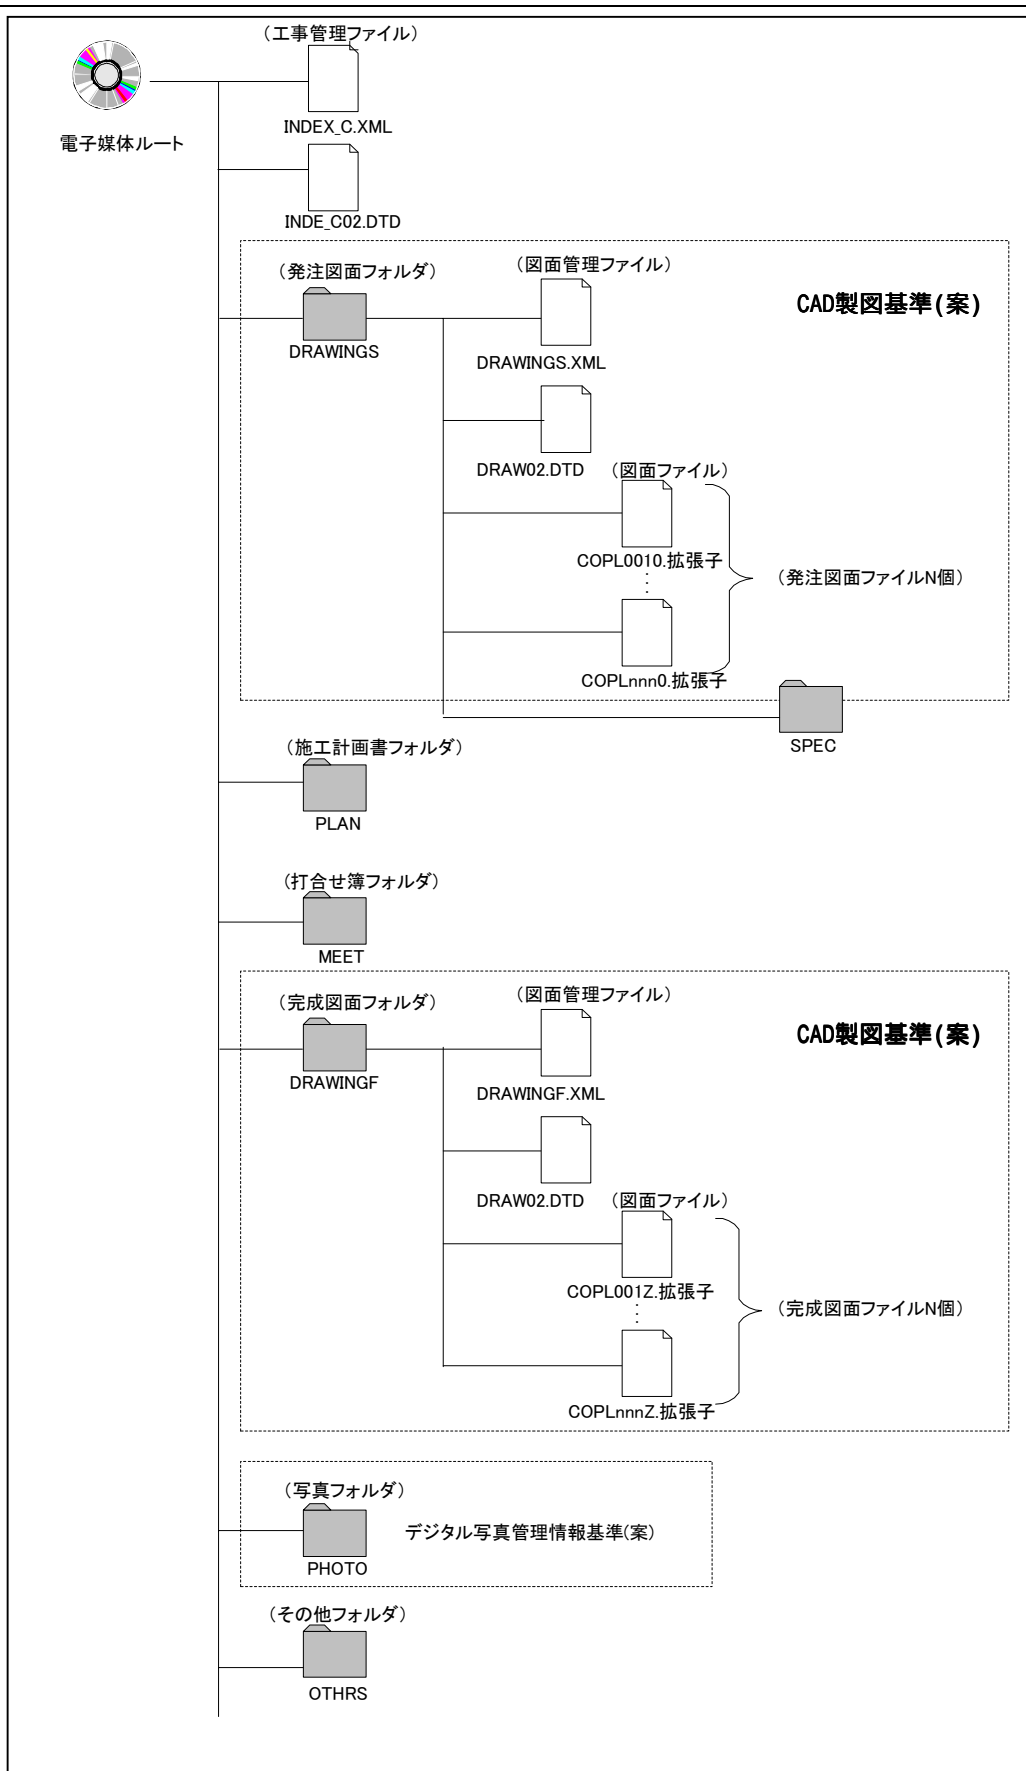 （工事管理ファイル）
INDEX_C.XML
電子媒体ルート
INDE_C02.DTD
（発注図面フォルダ）
（図面管理ファイル）
CAD製図基準(案)
DRAWINGS
DRAWINGS.XML
DRAW02.DTD
（図面ファイル）
COPL0010.拡張子
（発注図面ファイルN個）
COPLnnn0.拡張子
SPEC
（施工計画書フォルダ）
PLAN
（打合せ簿フォルダ）
MEET
（完成図面フォルダ）
（図面管理ファイル）
CAD製図基準(案)
DRAWINGF
DRAWINGF.XML
DRAW02.DTD
（図面ファイル）
COPL001Z.拡張子
（完成図面ファイルN個）
COPLnnnZ.拡張子
（写真フォルダ）
デジタル写真管理情報基準(案)
PHOTO
（その他フォルダ）
OTHRS